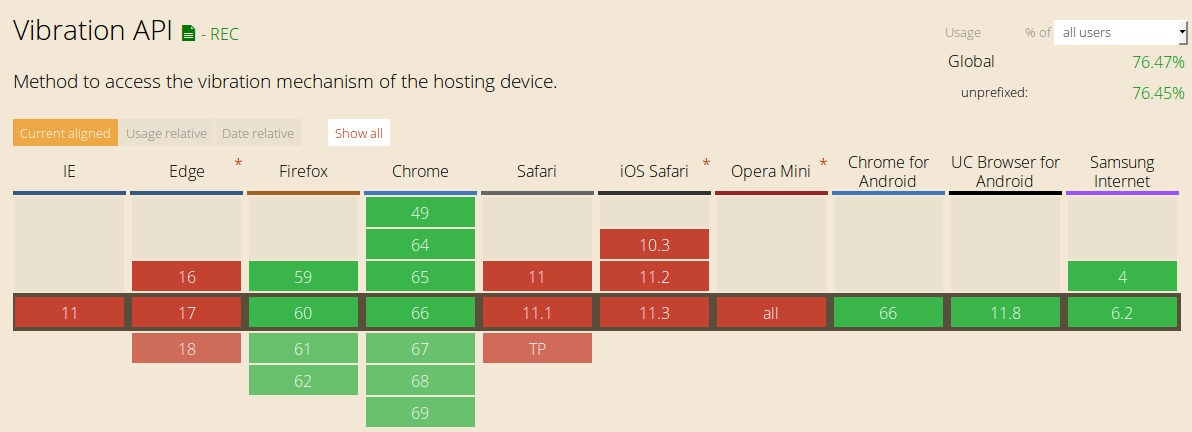 Vibration API - REC
Usage % of all users
Global 76.47%
unprefixed: 76.45%
Method to access the vibration mechanism of the hosting device.
Current aligned Usage relative Date relative Show all
IE Edge * Firefox Chrome Safari iOS Safari * Opera Mini * Chrome for Android UC Browser for Android Samsung Internet
49
64 10.3
16 59 65 11 11.2 4
11 17 60 66 11.1 11.3 all 66 11.8 6.2
18 61 67 TP
62 68
69